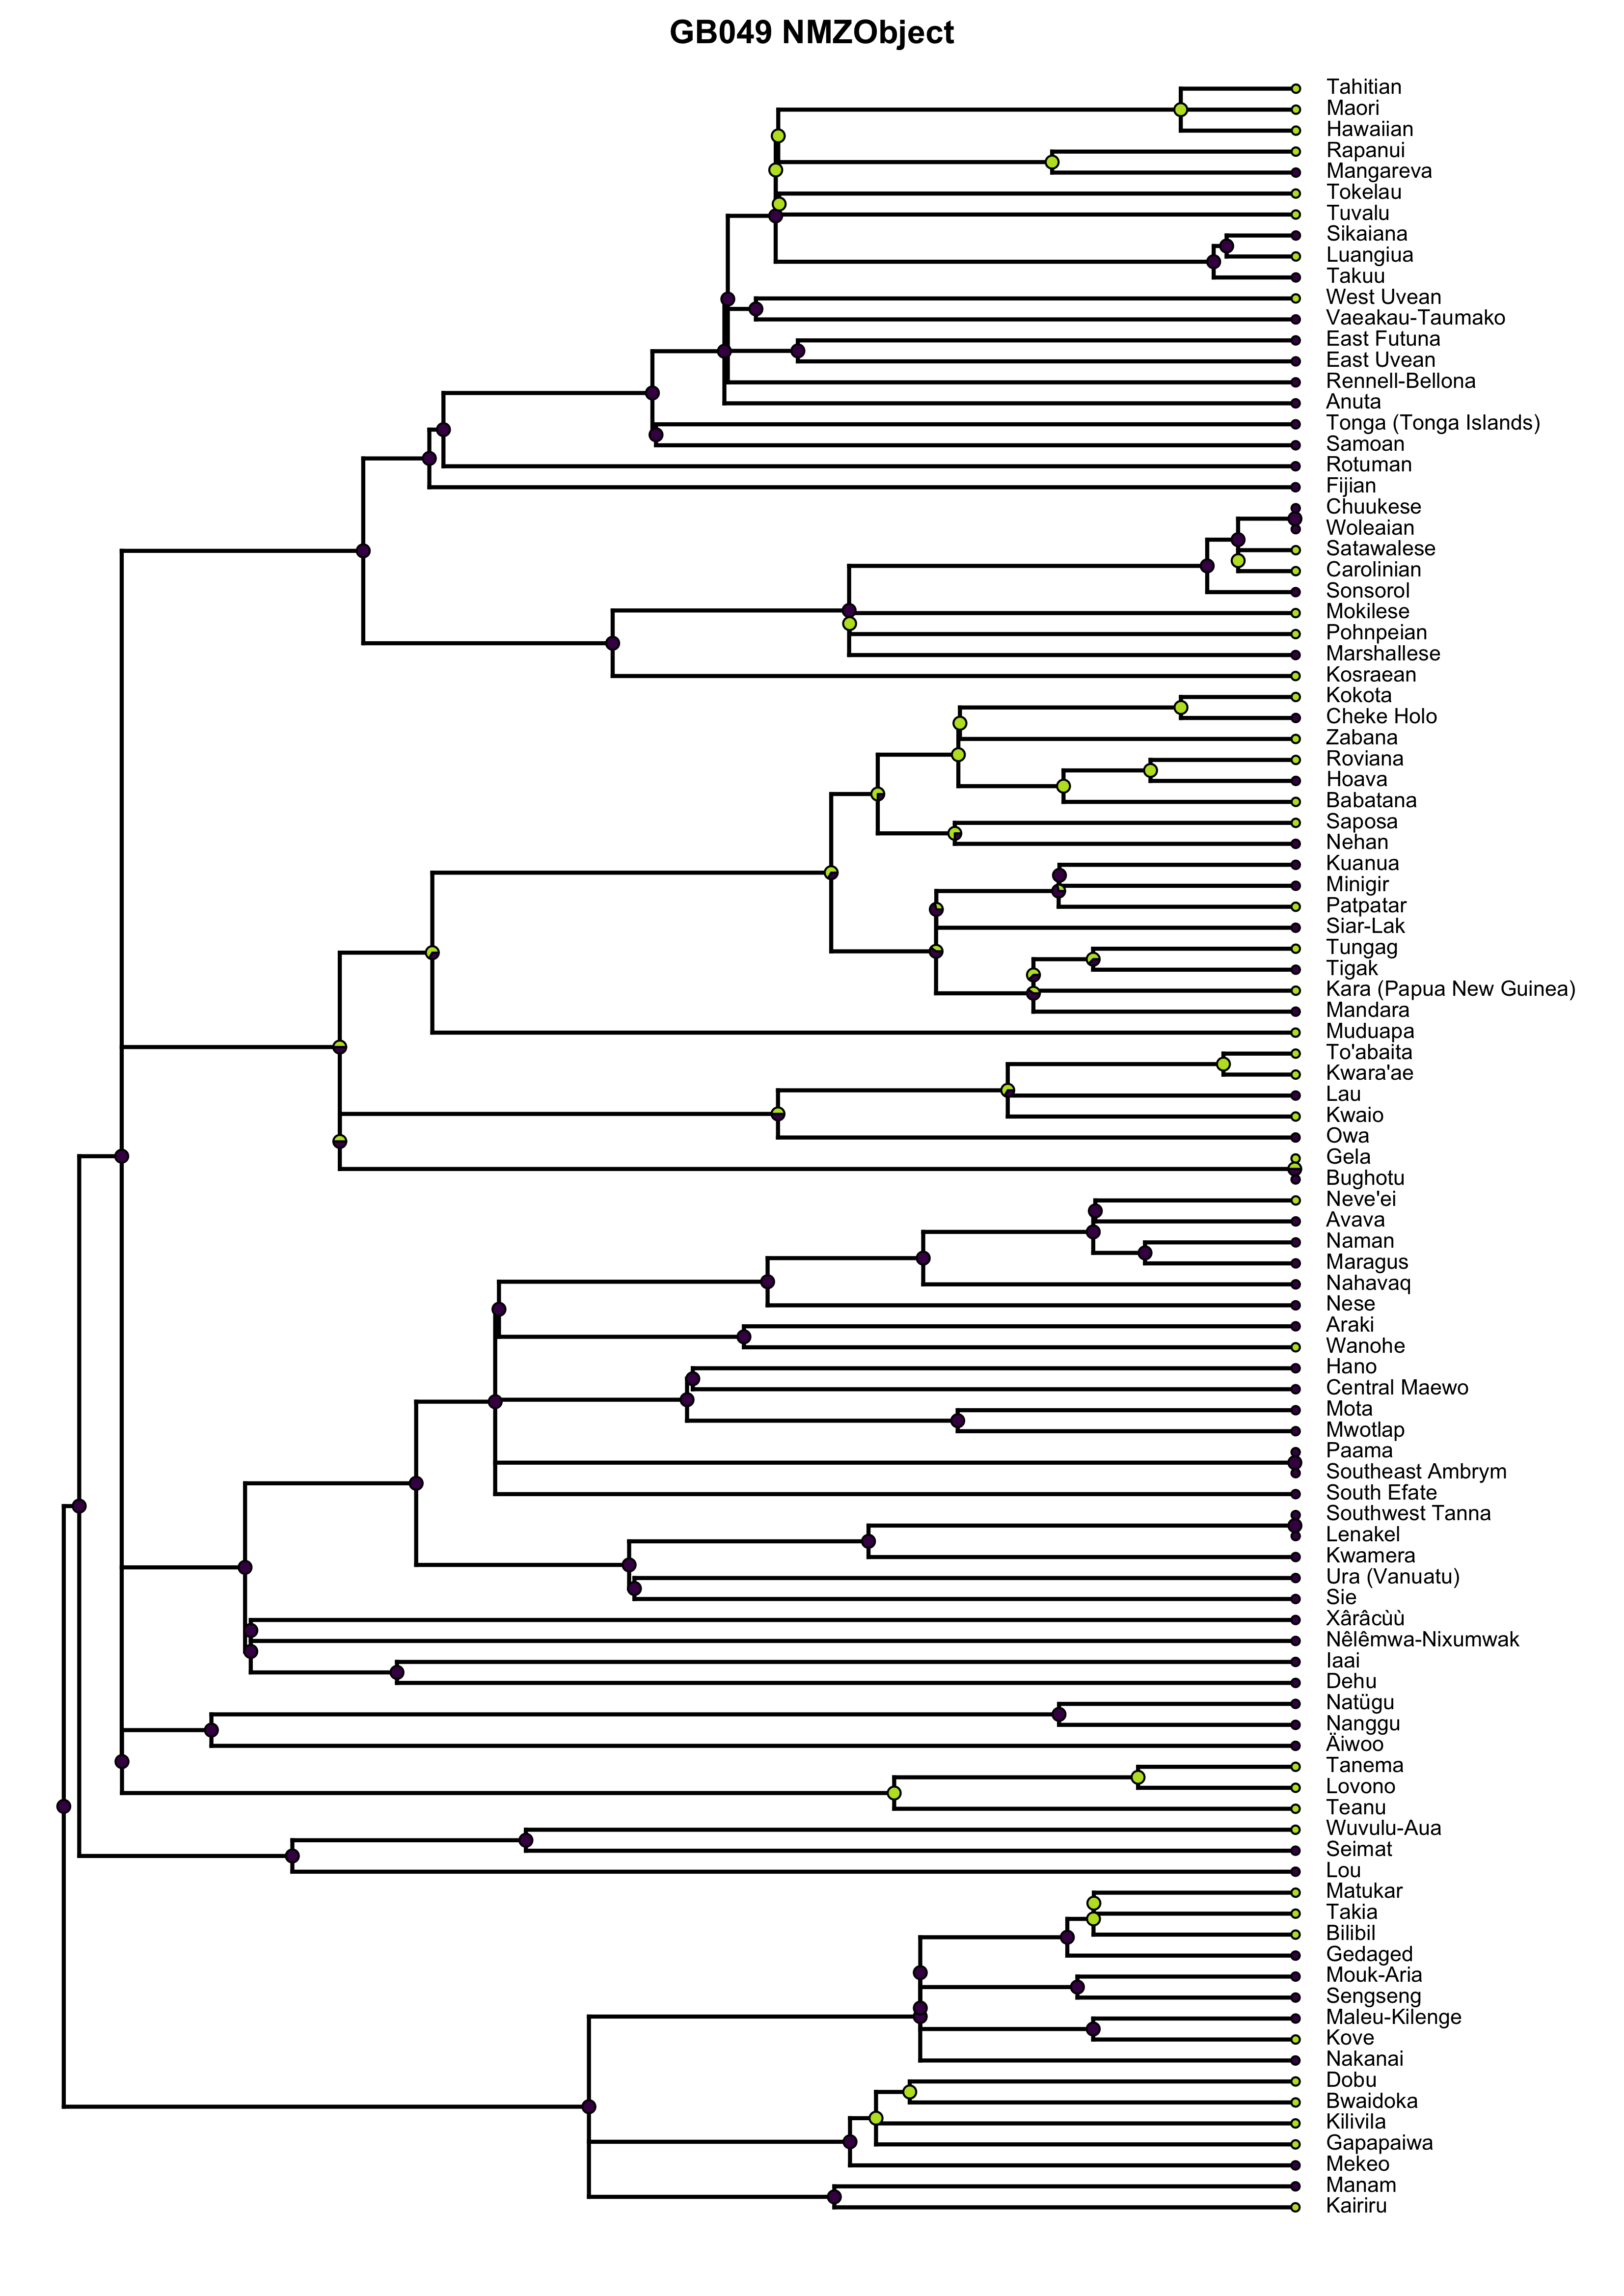 GB049 NMZObject
Tahitian
Maori
Hawaiian
Rapanui
Mangareva
Tokelau
Tuvalu
Sikaiana
Luangiua
Takuu
West Uvean
Vaeakau-Taumako
East Futuna
East Uvean
Rennell-Bellona
Anuta
Tonga (Tonga Islands)
Samoan
Rotuman
Fijian
Chuukese
Woleaian
Satawalese
Carolinian
Sonsorol
Mokilese
Pohnpeian
Marshallese
Kosraean
Kokota
Cheke Holo
Zabana
Roviana
Hoava
Babatana
Saposa
Nehan
Kuanua
Minigir
Patpatar
Siar-Lak
Tungag
Tigak
Kara (Papua New Guinea)
Mandara
Muduapa
To'abaita
Kwara'ae
Lau
Kwaio
Owa
Gela
Bughotu
Neve'ei
Avava
Naman
Maragus
Nahavaq
Nese
Araki
Wanohe
Hano
Central Maewo
Mota
Mwotlap
Paama
Southeast Ambrym
South Efate
Southwest Tanna
Lenakel
Kwamera
Ura (Vanuatu)
Sie
Xârâcùù
Nêlêmwa-Nixumwak
Iaai
Dehu
Natügu
Nanggu
Äiwoo
Tanema
Lovono
Teanu
Wuvulu-Aua
Seimat
Lou
Matukar
Takia
Bilibil
Gedaged
Mouk-Aria
Sengseng
Maleu-Kilenge
Kove
Nakanai
Dobu
Bwaidoka
Kilivila
Gapapaiwa
Mekeo
Manam
Kairiru